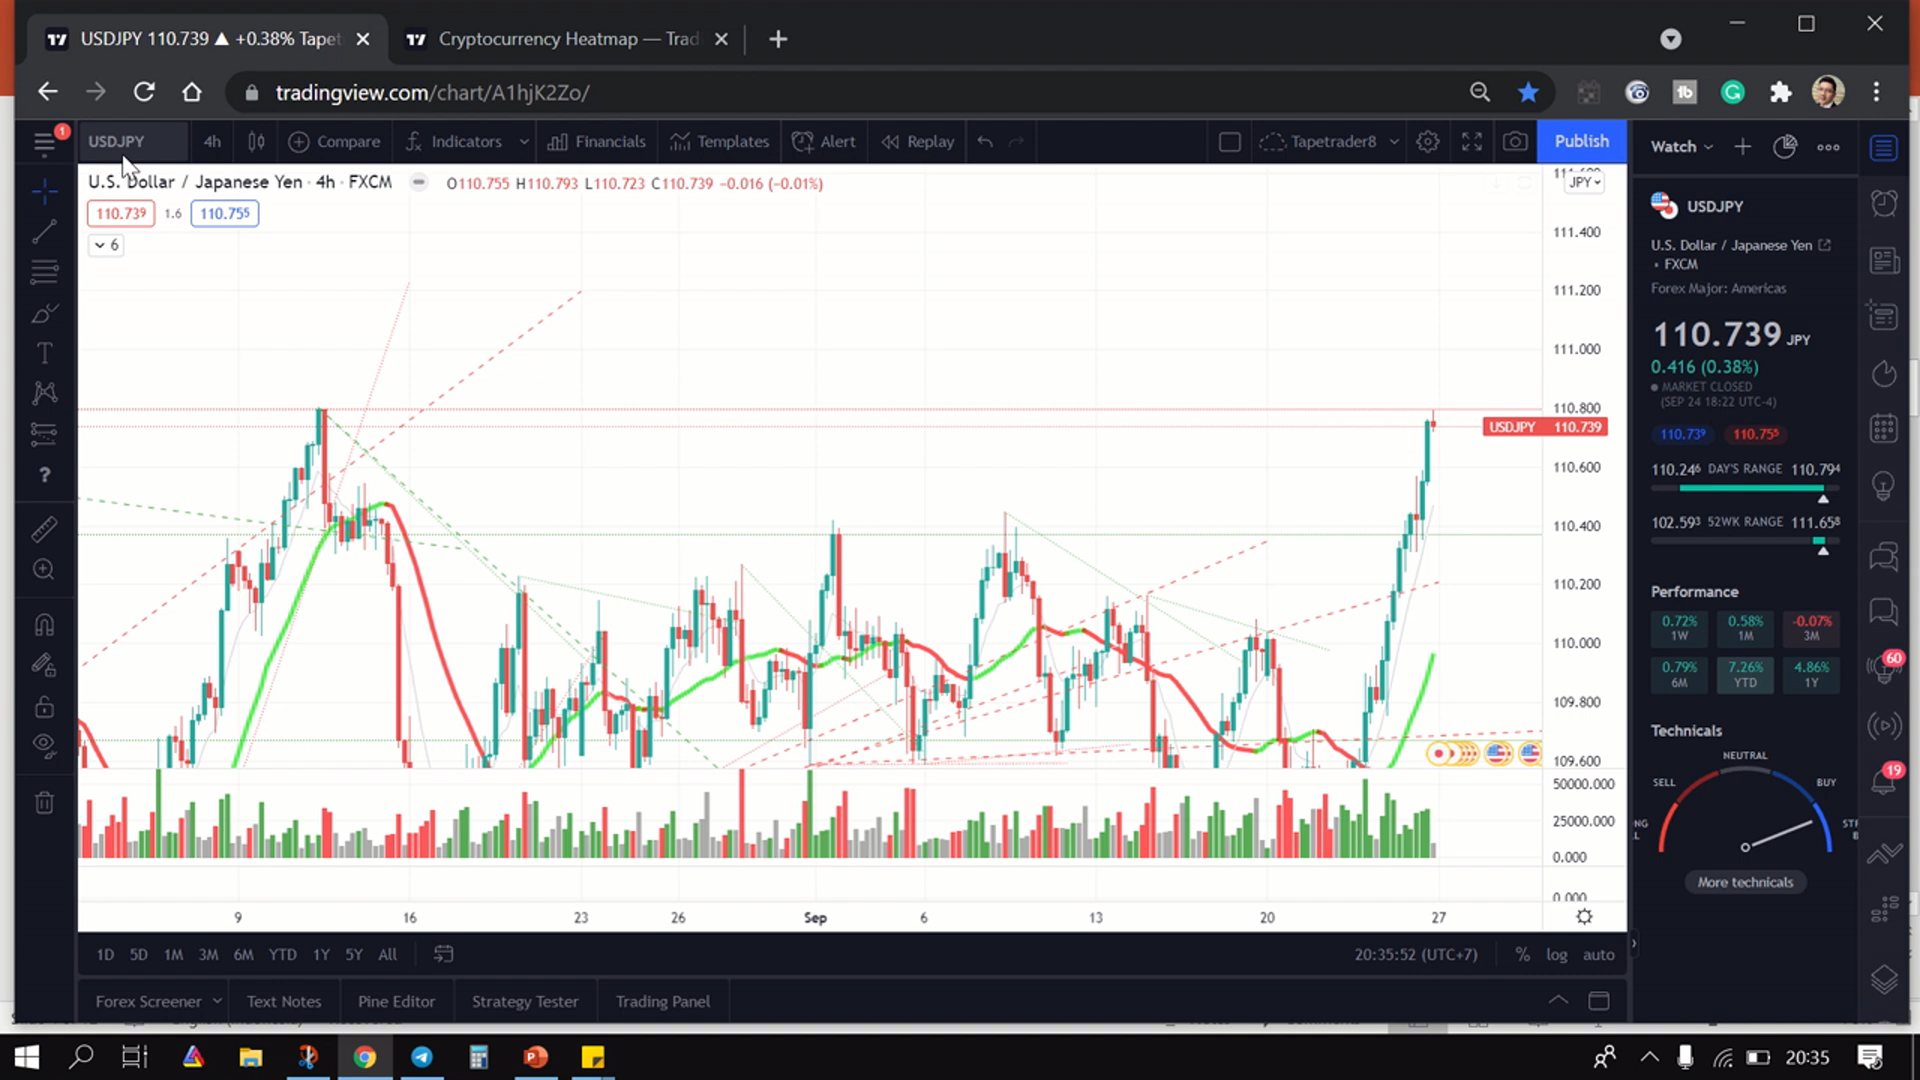 USDJPY 110.739 ▲ +0.38% Tapet
Cryptocurrency Heatmap — Trad
tradingview.com/chart/A1hjK2Zo/
1
USDJPY
4h
Compare
Indicators
Financials
Templates
Alert
Replay
Tapetrader8
Publish
Watch
U.S. Dollar / Japanese Yen · 4h · FXCM
O110.755 H110.793 L110.723 C110.739 −0.016 (−0.01%)
JPY
110.739 1.6 110.755
6
111.400
111.200
111.000
110.800
USDJPY 110.739
110.600
110.400
110.200
110.000
109.800
109.600
50000.000
25000.000
0.000
0.000
9 16 23 26 Sep 6 13 20 27
USDJPY
U.S. Dollar / Japanese Yen
• FXCM
Forex Major: Americas
110.739 JPY
0.416 (0.38%)
MARKET CLOSED
(SEP 24 18:22 UTC-4)
110.739 110.755
110.246 DAY'S RANGE 110.794
102.593 52WK RANGE 111.658
Performance
0.72% 0.58% -0.07%
1W 1M 3M
0.79% 7.26% 4.86%
6M YTD 1Y
Technicals
NEUTRAL
SELL BUY
More technicals
60
19
1D 5D 1M 3M 6M YTD 1Y 5Y All
20:35:52 (UTC+7) % log auto
Forex Screener Text Notes Pine Editor Strategy Tester Trading Panel
20:35